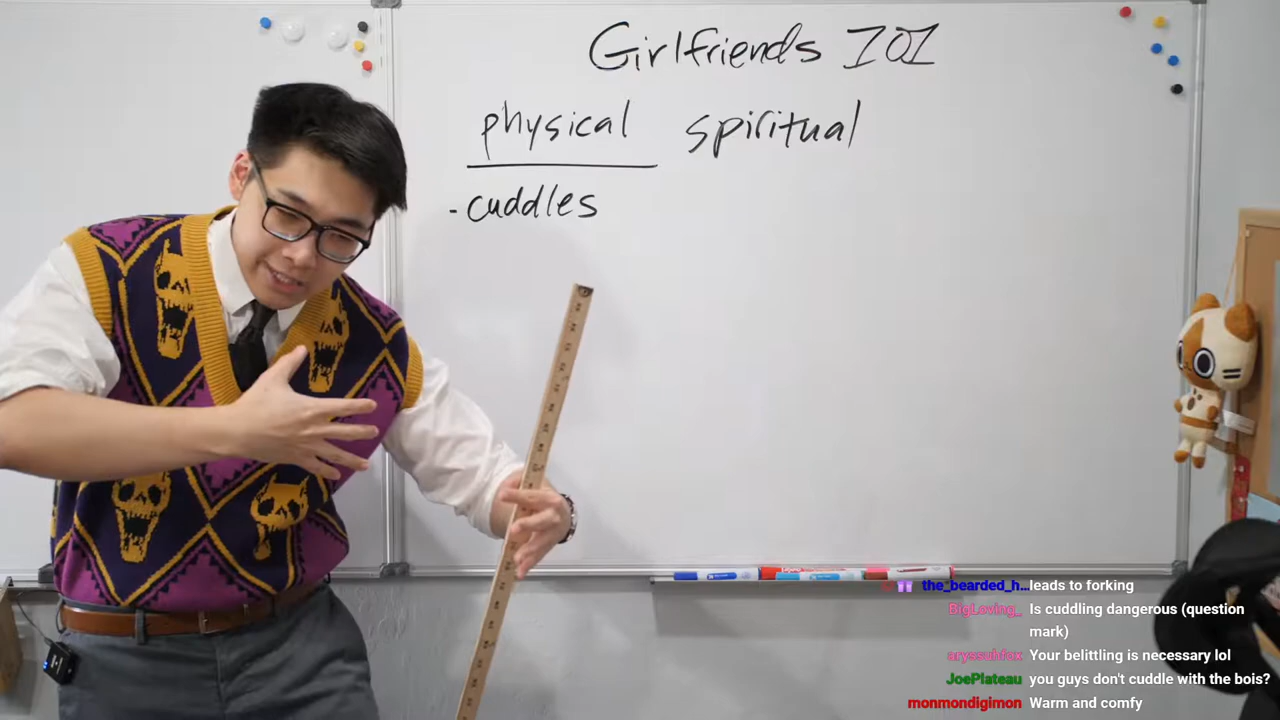 Girlfriends 101
physical spiritual
- cuddles
the_bearded_h... leads to forking
BigLoving_ Is cuddling dangerous (question
mark)
aryssubfox Your belittling is necessary lol
JoePlateau you guys don't cuddle with the bois?
monmondigimon Warm and comfy